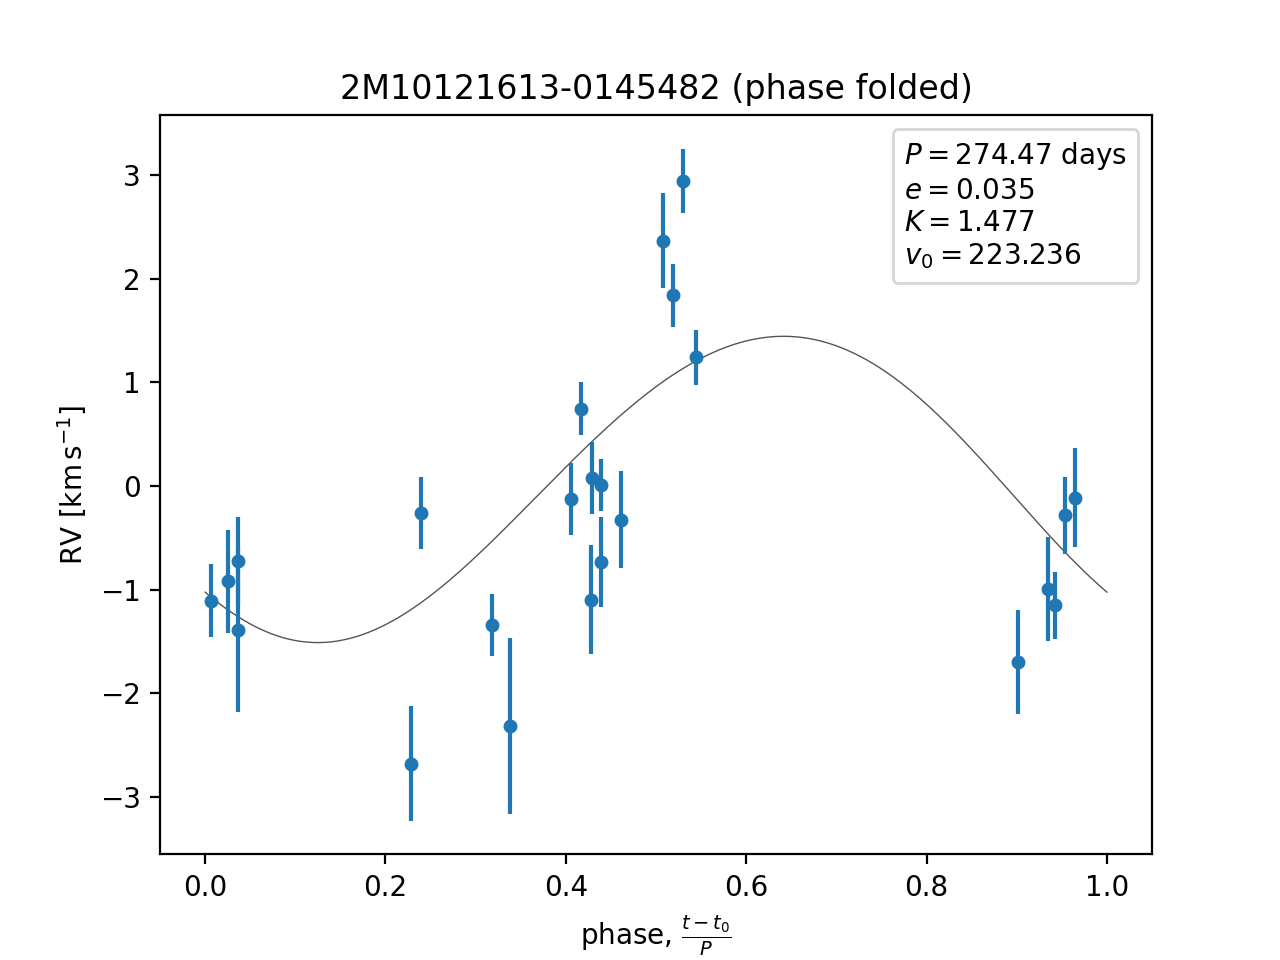 2M10121613-0145482 (phase folded)
P = 274.47 days
e = 0.035
K = 1.477
v₀ = 223.236
3
2
1
0
−1
−2
−3
RV [km s⁻¹]
0.0 0.2 0.4 0.6 0.8 1.0
phase, (t − t₀)/P